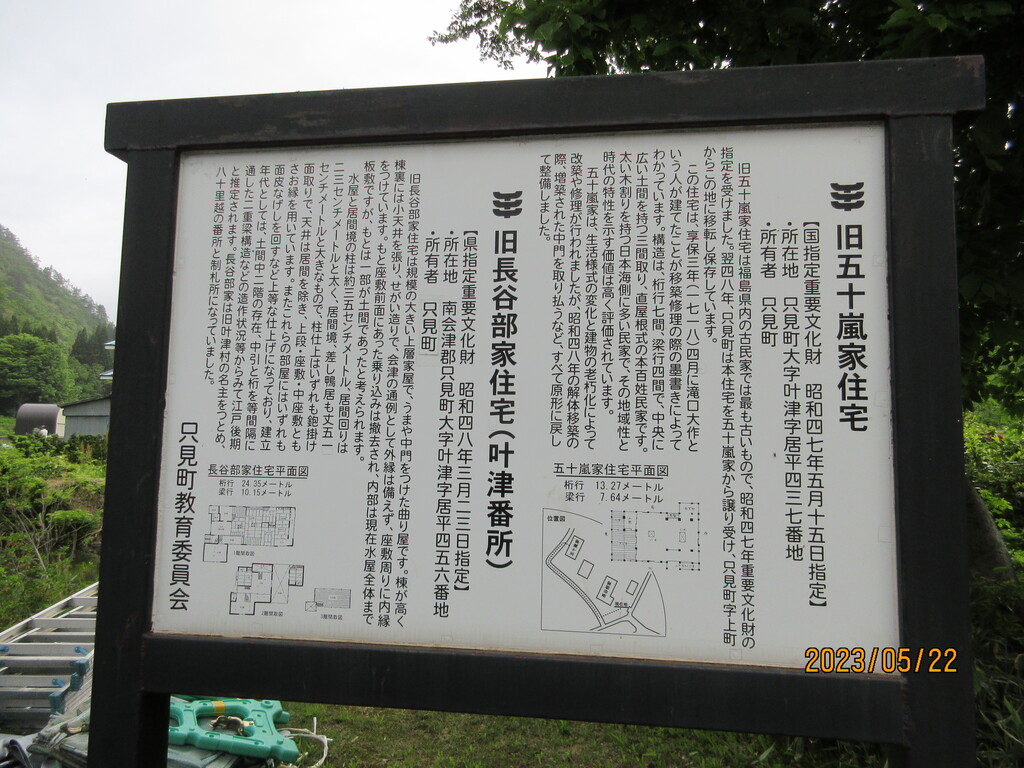 旧五十嵐家住宅
【国指定重要文化財　昭和四七年五月十五日指定】
・所在地　只見町大字叶津字居平四三七番地
・所有者　只見町
旧五十嵐家住宅は福島県内の古民家では最も古いもので、昭和四七年重要文化財の
指定を受けました。翌四八年、只見町では本住宅を五十嵐家から譲り受け、只見町字上町
からこの地に移転し保存しています。
この住宅は、享保三年(一七一八)四月に滝口大作と
いう人が建てたことが移築修理の際の墨書きによって
わかっています。構造は、桁行七間、梁行四間で、中央に
広い土間を持つ三間取り、直屋根式の本百姓民家です。
太い木割りを持つ日本海側に多い民家で、その地域性と
時代の特性を示す価値は高く評価されています。
五十嵐家は、生活様式の変化と建物の老朽化によって
改築や修理が行われましたが、昭和四八年の解体移築の
際、増築された中門を取り払うなど、すべて原形に戻し
て整備しました。
五十嵐家住宅平面図
桁行　13.27メートル
梁行　7.64メートル
位置図
旧長谷部家住宅(叶津番所)
【県指定重要文化財　昭和四八年三月二三日指定】
・所在地　南会津郡只見町大字叶津字居平四五六番地
・所有者　只見町
旧長谷部家住宅は規模の大きい上層家屋で、うまや中門をつけた曲り屋です。棟が高く
棟裏には小天井を張り、せがい造りで、会津の通例として外縁は備えず、座敷周りに内縁
をつけています。もと座敷前面にあった乗り込みは撤去され、内部は現在水屋全体まで
板敷ですが、もとは一部が土間であったと考えられます。
水屋と居間境の柱は約三五センチメートル、居間回りは
二三センチメートルと太く、居間境、差し鴨居も丈五一
センチメートルと大きなもので、柱仕上はいずれも鉋掛け
面取りで、天井は居間を除き、上段・座敷・中座敷とも
さお縁を用いています。またこれらの部屋にはいずれも
面皮なげしを回すなど上等な仕上げになっており、建立
年代としては、土間中二階の存在、中引と桁を等間隔に
通した二重梁構造などの造作状況等からみて江戸後期
と推定されます。長谷部家は旧叶津村の名主をつとめ、
八十里越の番所と制札所になっていました。
長谷部家住宅平面図
桁行　24.35メートル
梁行　10.15メートル
1階間取図
2階間取図
3階間取図
只見町教育委員会
2023/05/22